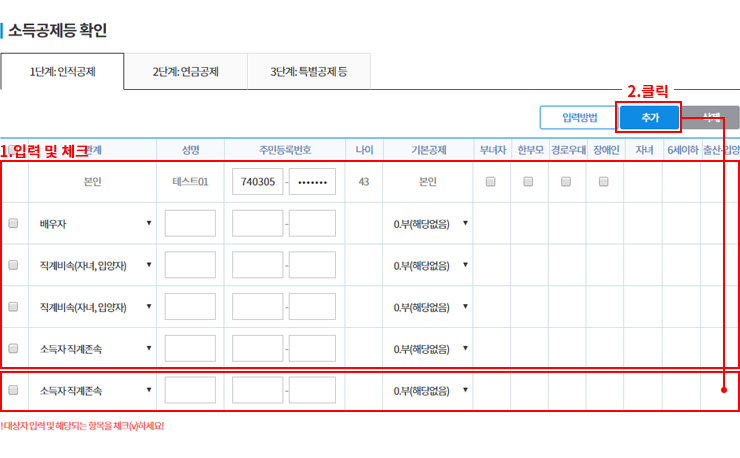 소득공제등 확인
1단계: 인적공제 2단계: 연금공제 3단계: 특별공제 등
2.클릭
입력방법 추가 삭제
1.입력 및 체크
관계 성명 주민등록번호 나이 기본공제 부녀자 한부모 경로우대 장애인 자녀 6세이하 출산·입양
본인 테스트01 740305 - ••••••• 43 본인
배우자 ▼ - 0.부(해당없음) ▼
직계비속(자녀, 입양자) ▼ - 0.부(해당없음) ▼
직계비속(자녀, 입양자) ▼ - 0.부(해당없음) ▼
소득자 직계존속 ▼ - 0.부(해당없음) ▼
소득자 직계존속 ▼ - 0.부(해당없음) ▼
! 대상자 입력 및 해당되는 항목을 체크(v)하세요!